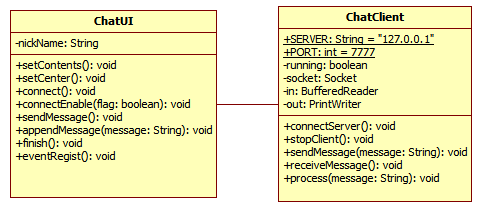 ChatUI
-nickName: String
+setContents(): void
+setCenter(): void
+connect(): void
+connectEnable(flag: boolean): void
+sendMessage(): void
+appendMessage(message: String): void
+finish(): void
+eventRegist(): void
ChatClient
+SERVER: String = "127.0.0.1"
+PORT: int = 7777
-running: boolean
-socket: Socket
-in: BufferedReader
-out: PrintWriter
+connectServer(): void
+stopClient(): void
+sendMessage(message: String): void
+receiveMessage(): void
+process(message: String): void